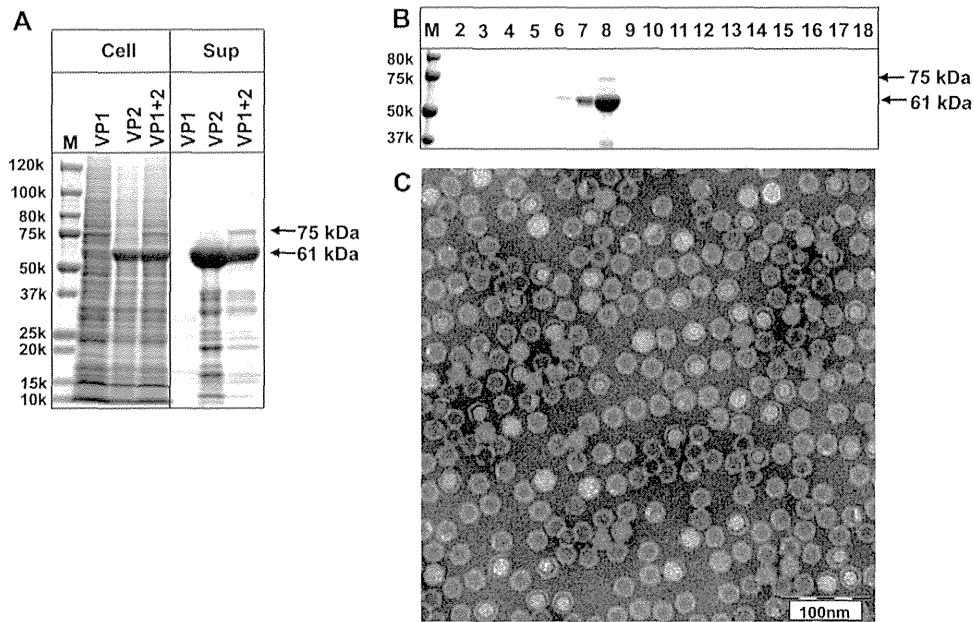 A
Cell Sup
M VP1 VP2 VP1+2 VP1 VP2 VP1+2
120k
100k
80k
75k
50k
37k
25k
20k
15k
10k
75 kDa
61 kDa
B
M 2 3 4 5 6 7 8 9 10 11 12 13 14 15 16 17 18
80k
75k
50k
37k
75 kDa
61 kDa
C
100nm